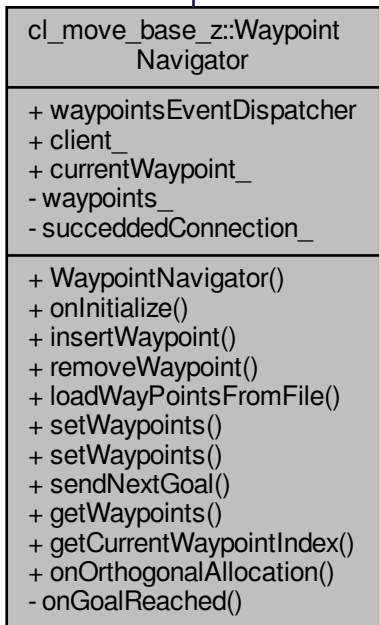 cl_move_base_z::Waypoint
Navigator
+ waypointsEventDispatcher
+ client_
+ currentWaypoint_
- waypoints_
- succeddedConnection_
+ WaypointNavigator()
+ onInitialize()
+ insertWaypoint()
+ removeWaypoint()
+ loadWayPointsFromFile()
+ setWaypoints()
+ setWaypoints()
+ sendNextGoal()
+ getWaypoints()
+ getCurrentWaypointIndex()
+ onOrthogonalAllocation()
- onGoalReached()